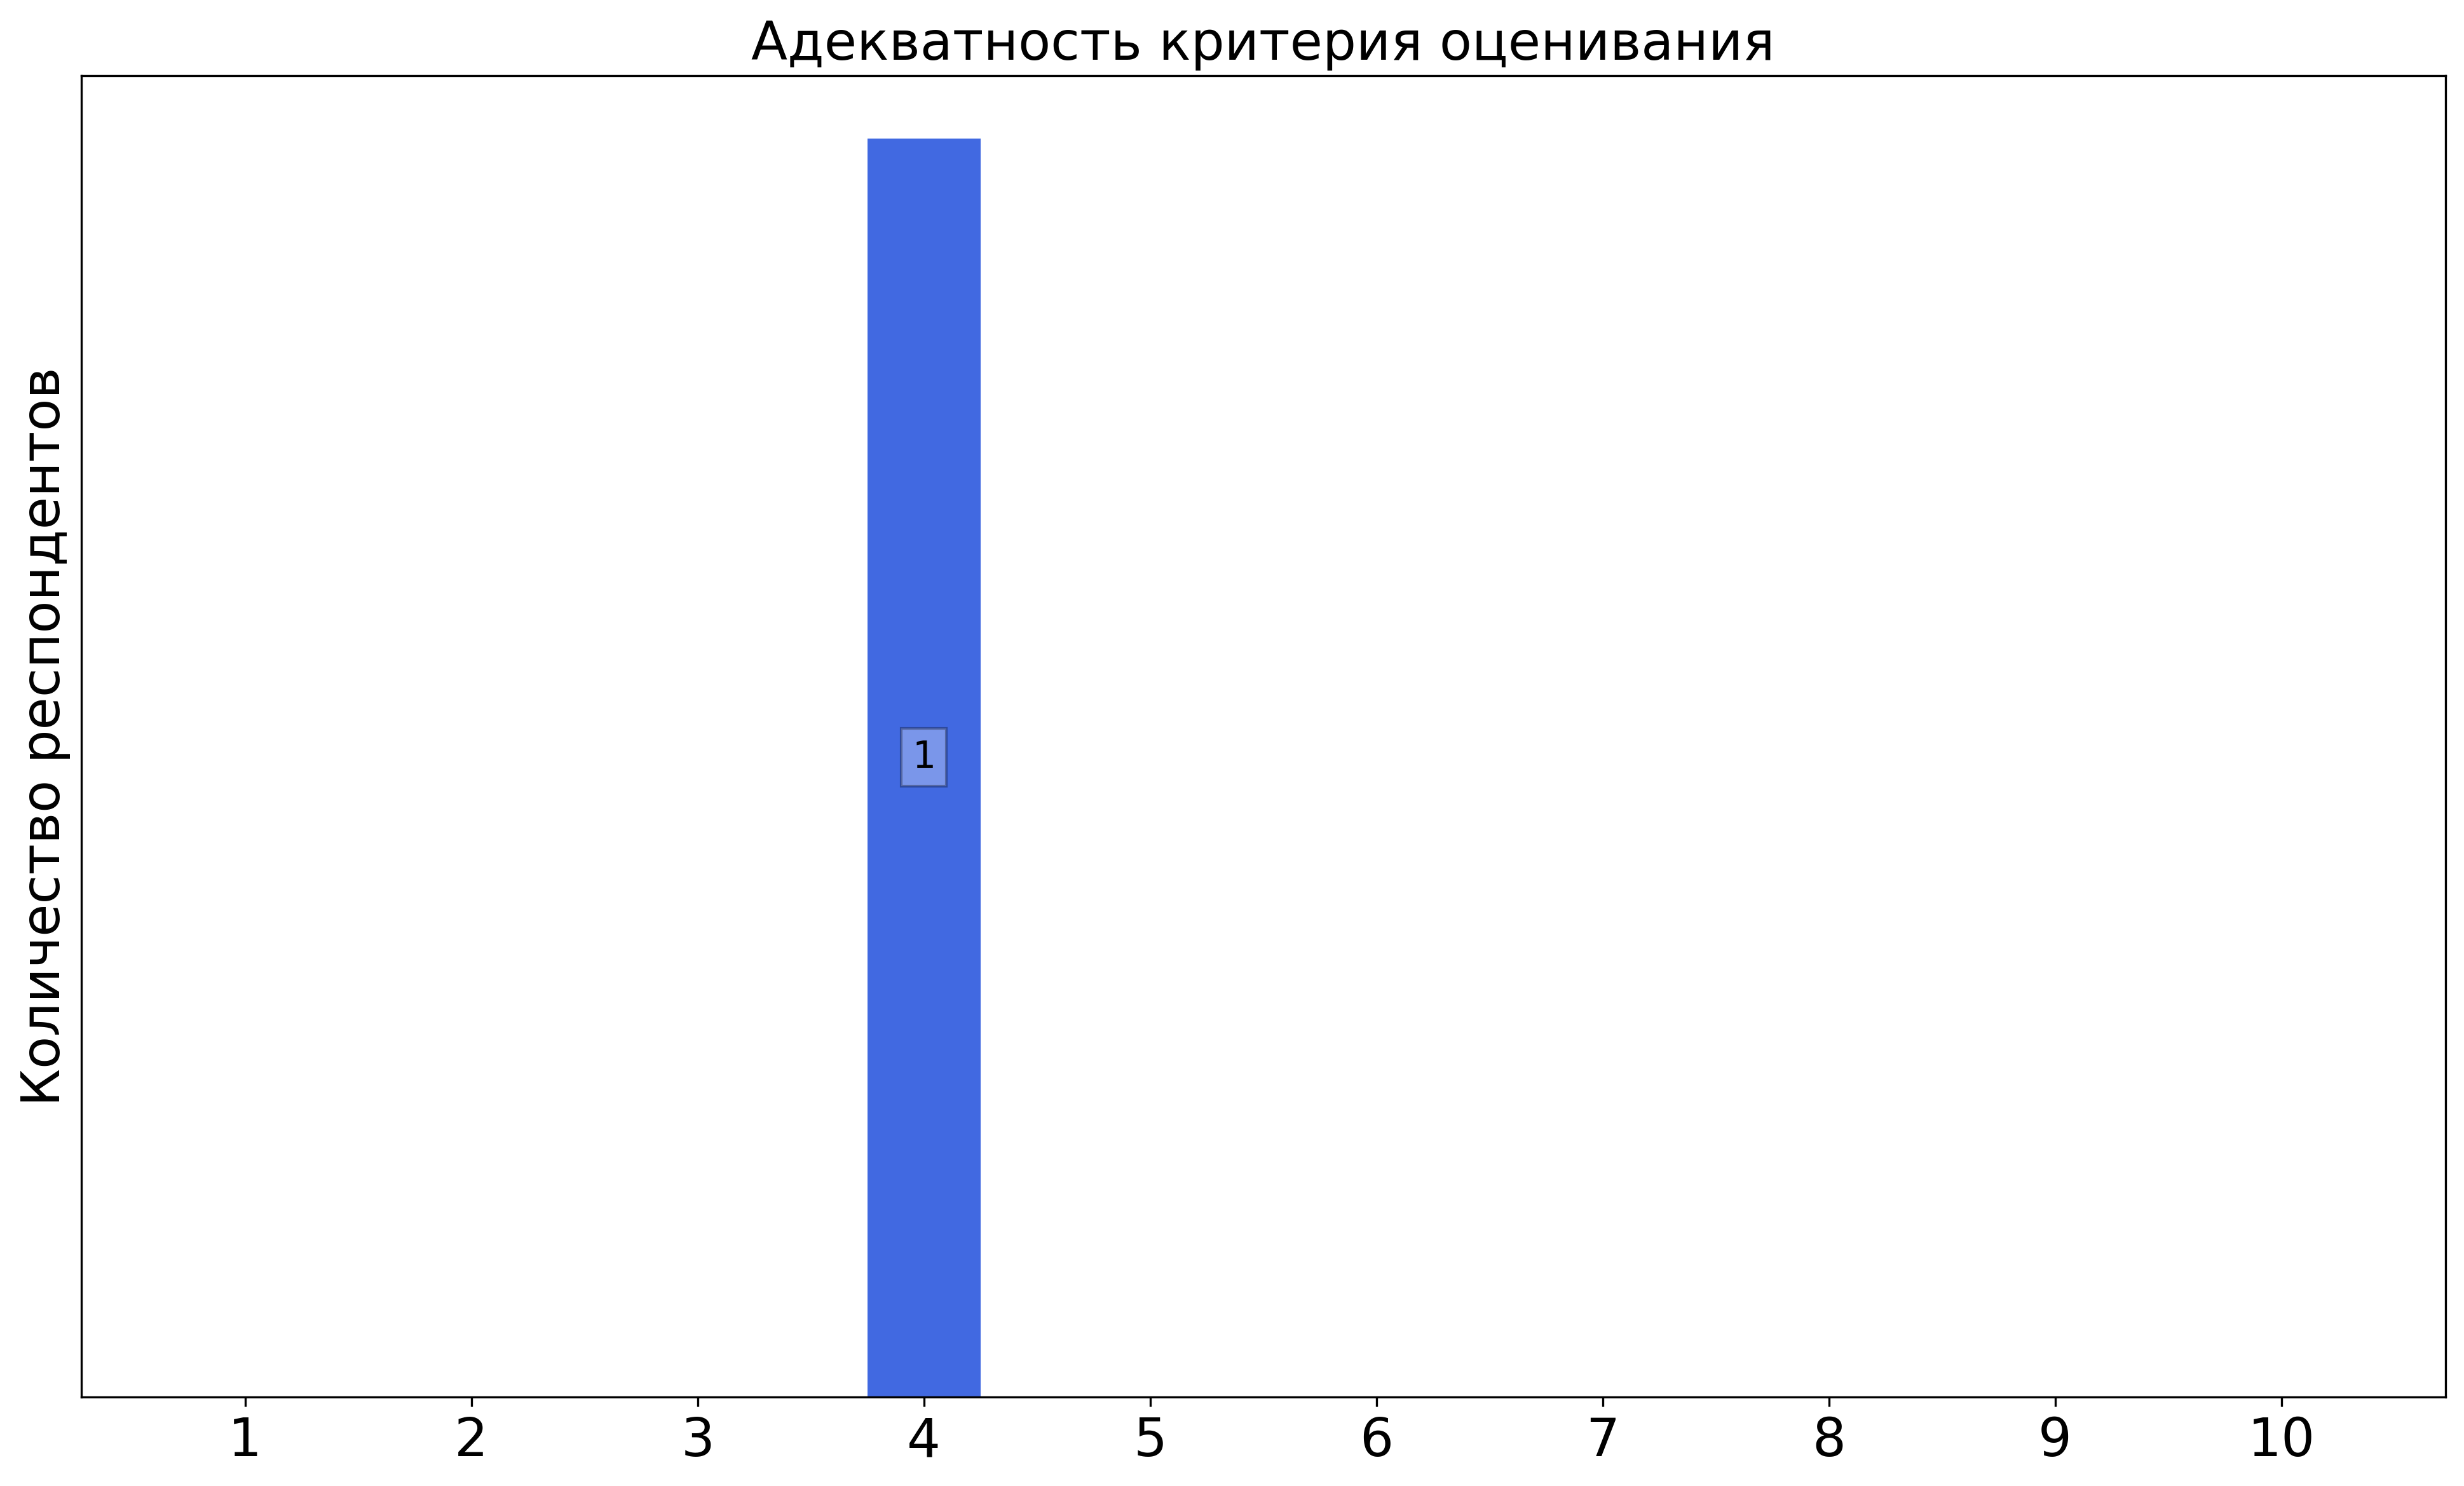 Адекватность критерия оценивания
Количество респондентов
1
1 2 3 4 5 6 7 8 9 10